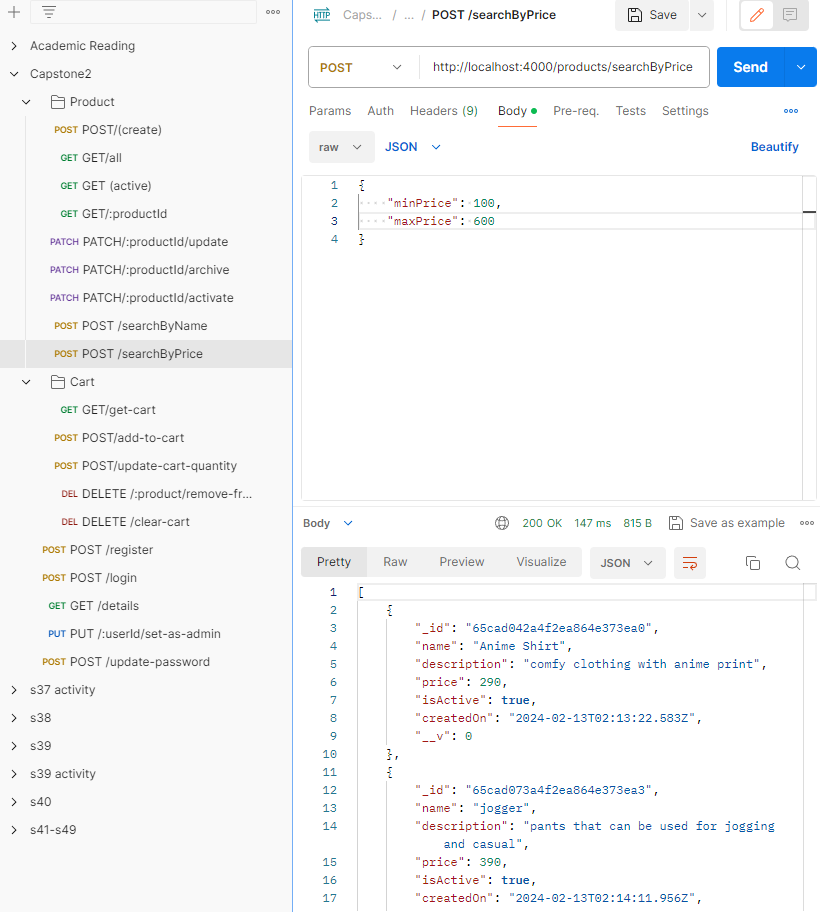 HTTP Caps... / ... / POST /searchByPrice Save
Academic Reading
Capstone2
Product
POST POST/(create)
GET GET/all
GET GET (active)
GET GET/:productId
PATCH PATCH/:productId/update
PATCH PATCH/:productId/archive
PATCH PATCH/:productId/activate
POST POST /searchByName
POST POST /searchByPrice
Cart
GET GET/get-cart
POST POST/add-to-cart
POST POST/update-cart-quantity
DEL DELETE /:product/remove-fr...
DEL DELETE /clear-cart
POST POST /register
POST POST /login
GET GET /details
PUT PUT /:userId/set-as-admin
POST POST /update-password
s37 activity
s38
s39
s39 activity
s40
s41-s49
POST http://localhost:4000/products/searchByPrice Send
Params Auth Headers (9) Body Pre-req. Tests Settings
raw JSON Beautify
1 {
2 "minPrice": 100,
3 "maxPrice": 600
4 }
Body 200 OK 147 ms 815 B Save as example
Pretty Raw Preview Visualize JSON
1 [
2 {
3 "_id": "65cad042a4f2ea864e373ea0",
4 "name": "Anime Shirt",
5 "description": "comfy clothing with anime print",
6 "price": 290,
7 "isActive": true,
8 "createdOn": "2024-02-13T02:13:22.583Z",
9 "__v": 0
10 },
11 {
12 "_id": "65cad073a4f2ea864e373ea3",
13 "name": "jogger",
14 "description": "pants that can be used for jogging
and casual",
15 "price": 390,
16 "isActive": true,
17 "createdOn": "2024-02-13T02:14:11.956Z",